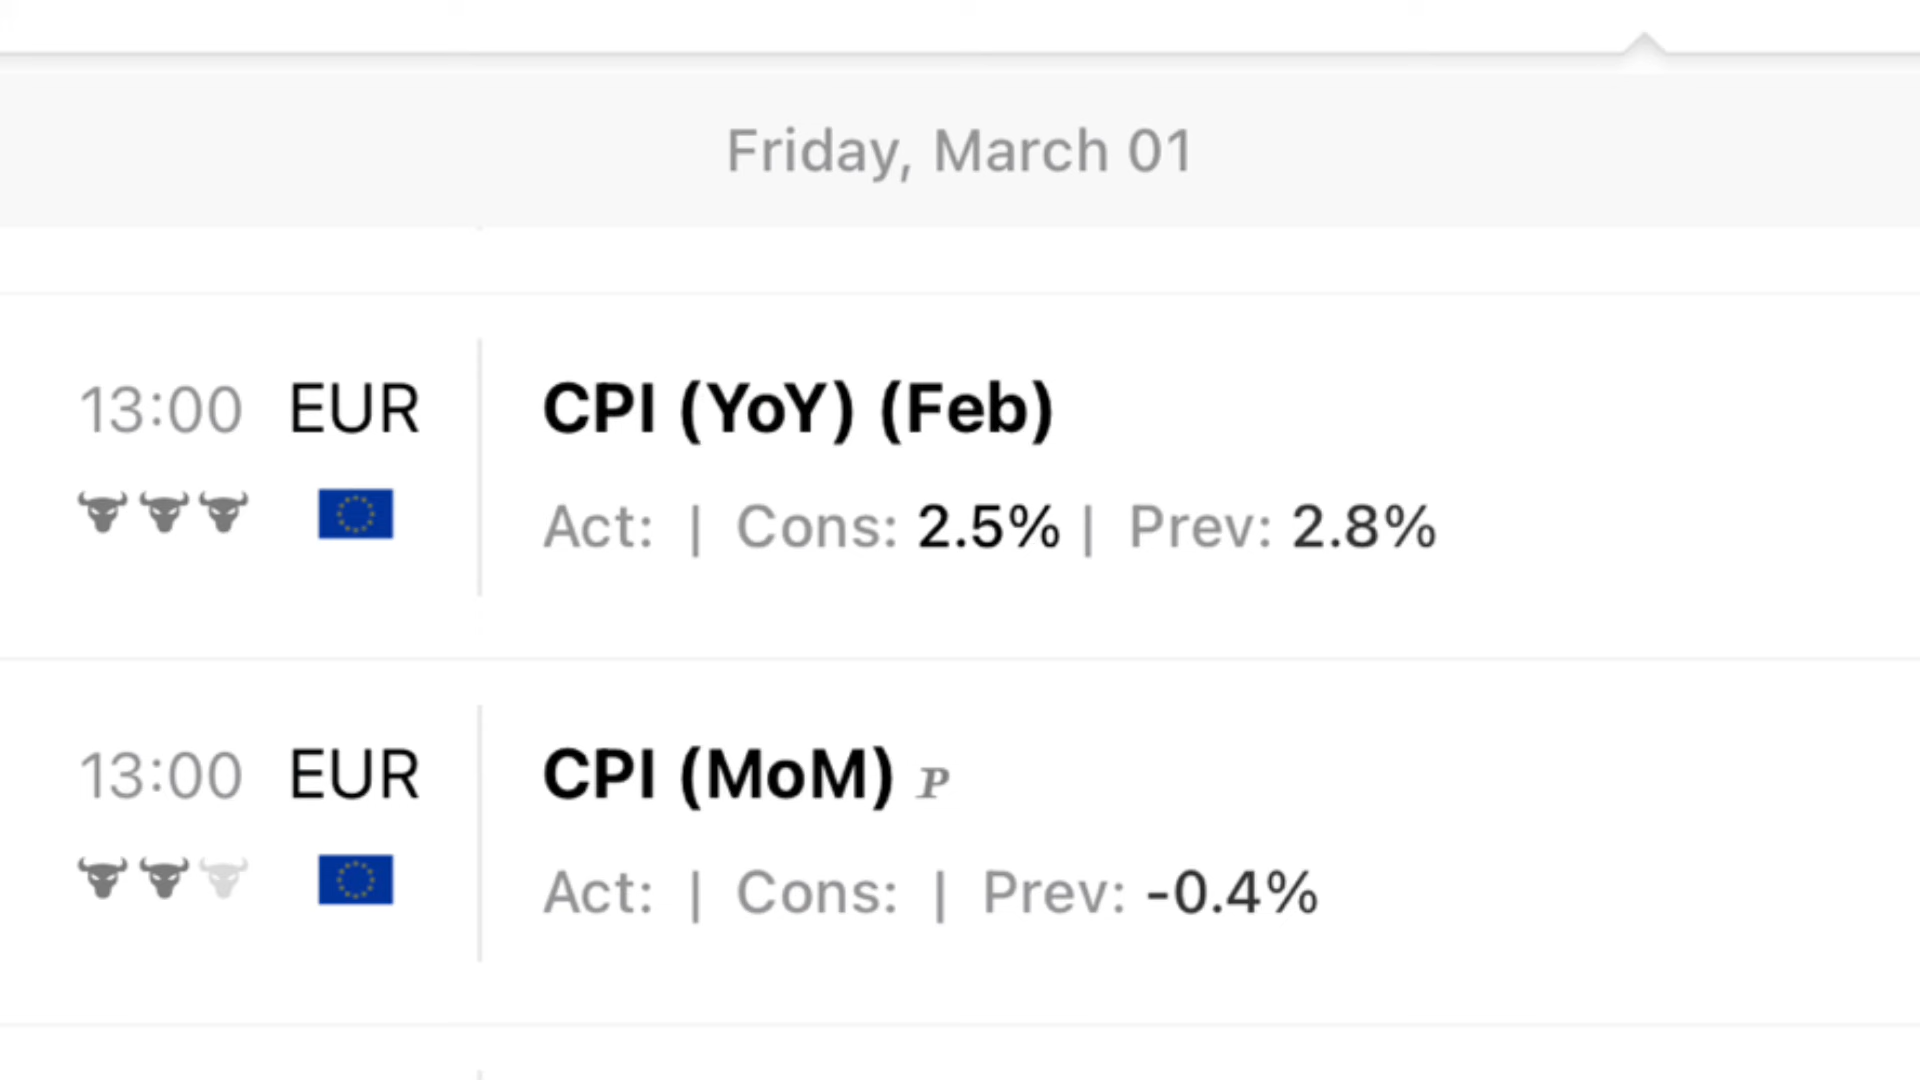 Friday, March 01
13:00 EUR CPI (YoY) (Feb)
Act: | Cons: 2.5% | Prev: 2.8%
13:00 EUR CPI (MoM) P
Act: | Cons: | Prev: -0.4%